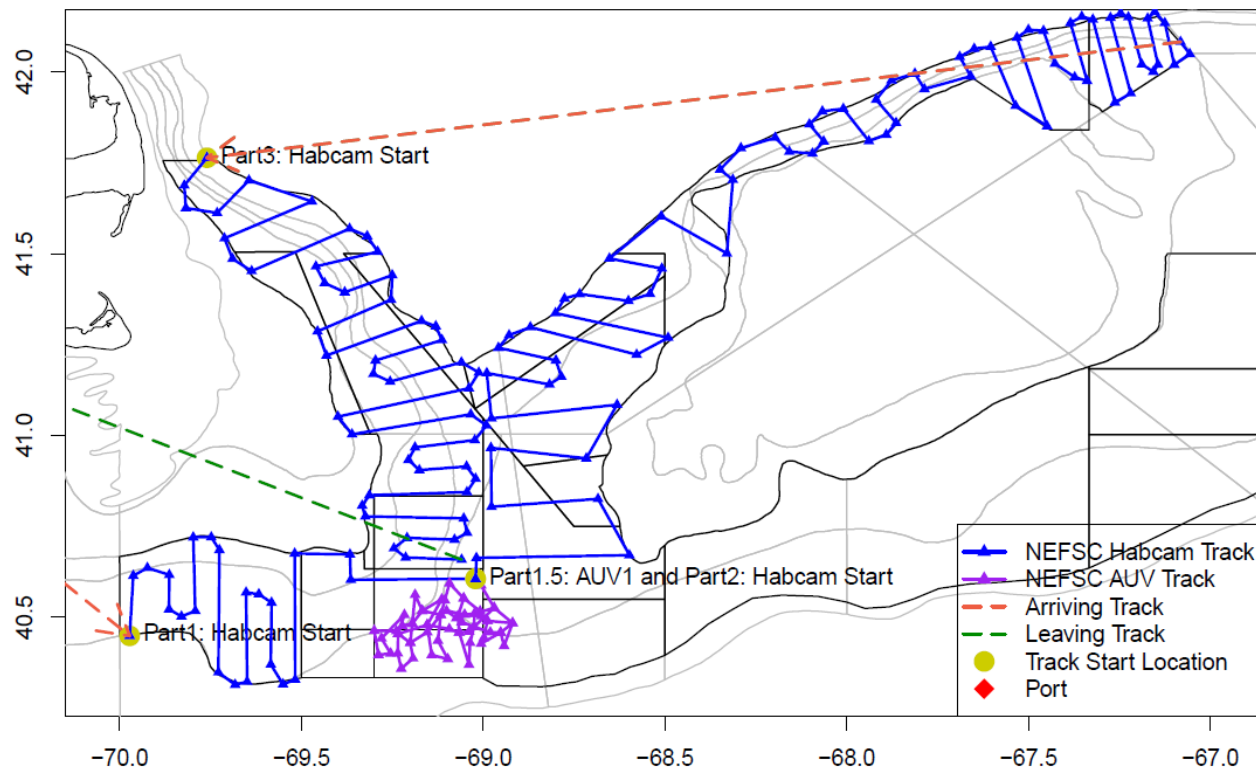 42.0
41.5
41.0
40.5
Part3: Habcam Start
Part1.5: AUV1 and Part2: Habcam Start
Part1: Habcam Start
NEFSC Habcam Track
NEFSC AUV Track
Arriving Track
Leaving Track
Track Start Location
Port
−70.0 −69.5 −69.0 −68.5 −68.0 −67.5 −67.0